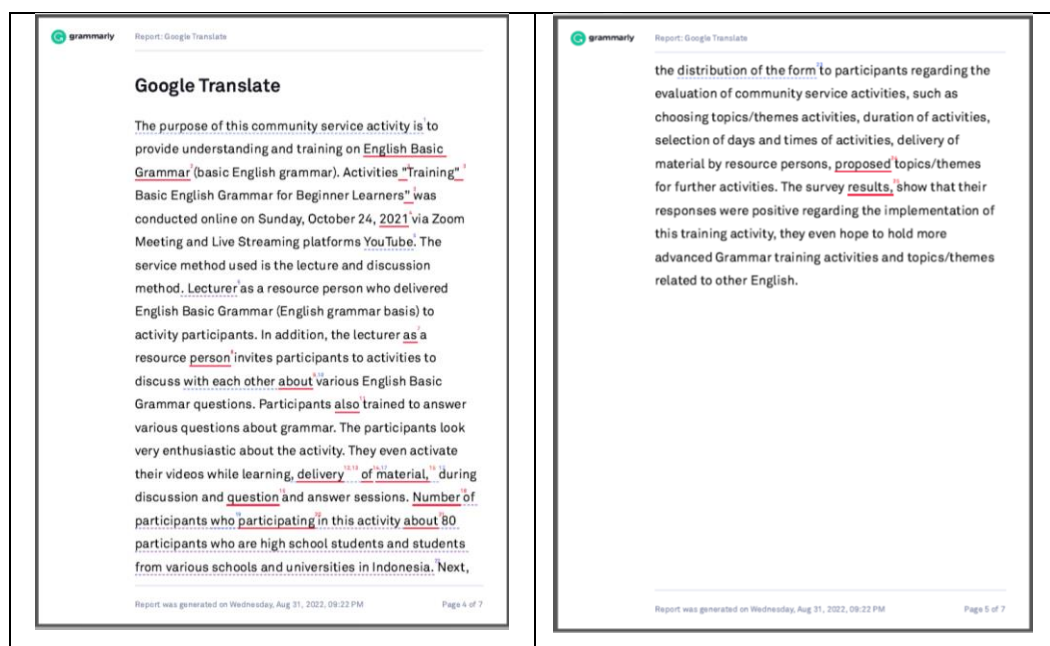 grammarly
Report: Google Translate
Google Translate
The purpose of this community service activity is to
provide understanding and training on English Basic
Grammar (basic English grammar). Activities "Training"
Basic English Grammar for Beginner Learners" was
conducted online on Sunday, October 24, 2021 via Zoom
Meeting and Live Streaming platforms YouTube. The
service method used is the lecture and discussion
method. Lecturer as a resource person who delivered
English Basic Grammar (English grammar basis) to
activity participants. In addition, the lecturer as a
resource person invites participants to activities to
discuss with each other about various English Basic
Grammar questions. Participants also trained to answer
various questions about grammar. The participants look
very enthusiastic about the activity. They even activate
their videos while learning, delivery of material, during
discussion and question and answer sessions. Number of
participants who participating in this activity about 80
participants who are high school students and students
from various schools and universities in Indonesia. Next,
Report was generated on Wednesday, Aug 31, 2022, 09:22 PM
Page 4 of 7
grammarly
Report: Google Translate
the distribution of the form to participants regarding the
evaluation of community service activities, such as
choosing topics/themes activities, duration of activities,
selection of days and times of activities, delivery of
material by resource persons, proposed topics/themes
for further activities. The survey results, show that their
responses were positive regarding the implementation of
this training activity, they even hope to hold more
advanced Grammar training activities and topics/themes
related to other English.
Report was generated on Wednesday, Aug 31, 2022, 09:22 PM
Page 5 of 7